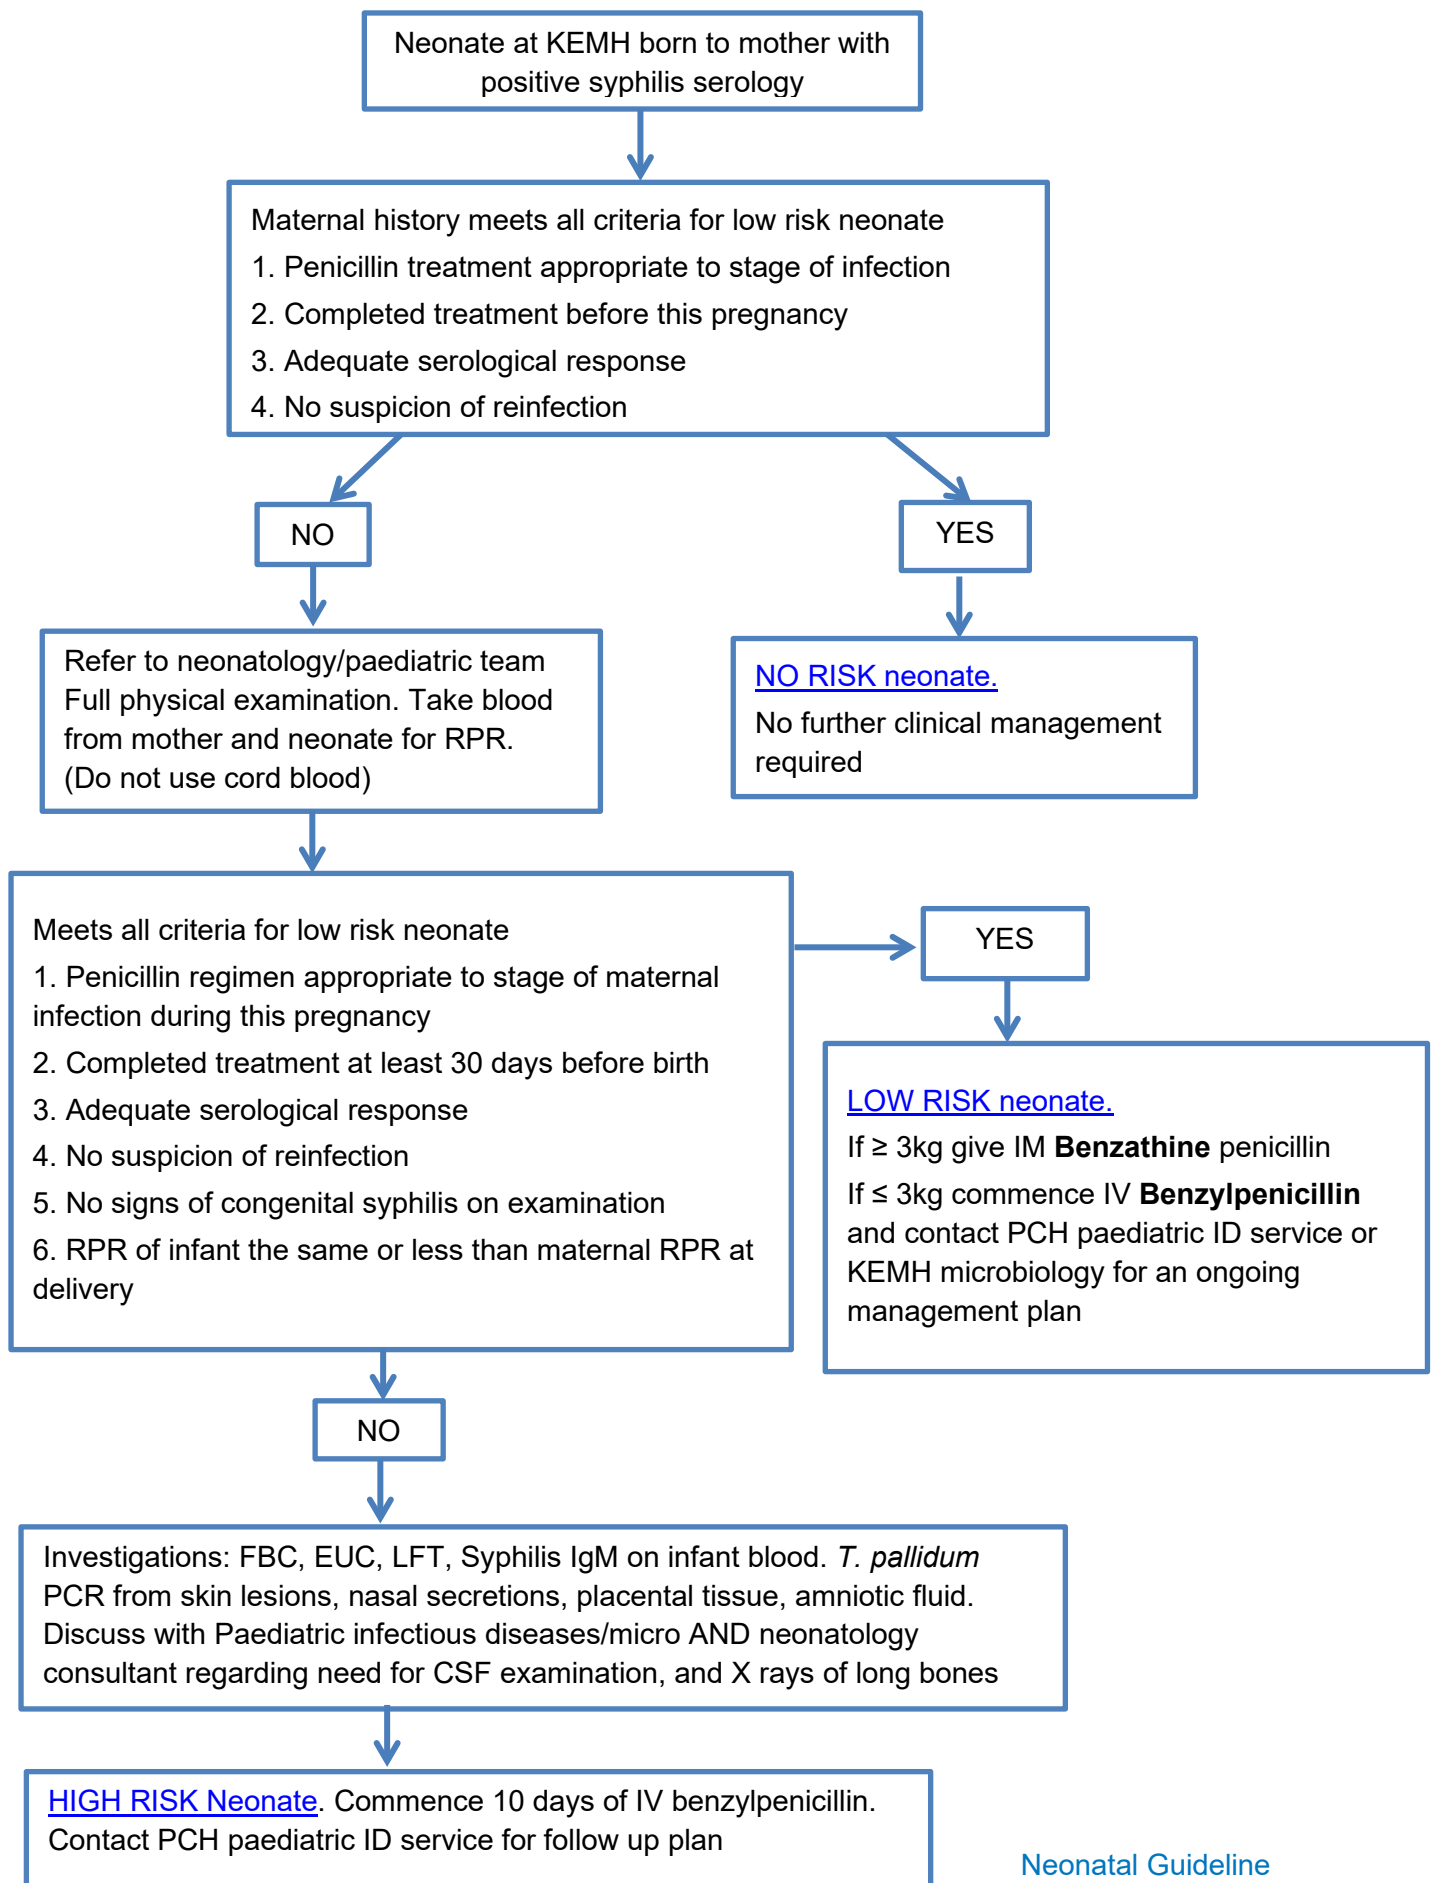 Neonate at KEMH born to mother with
positive syphilis serology
Maternal history meets all criteria for low risk neonate
1. Penicillin treatment appropriate to stage of infection
2. Completed treatment before this pregnancy
3. Adequate serological response
4. No suspicion of reinfection
NO
YES
Refer to neonatology/paediatric team
Full physical examination. Take blood
from mother and neonate for RPR.
(Do not use cord blood)
NO RISK neonate.
No further clinical management
required
Meets all criteria for low risk neonate
1. Penicillin regimen appropriate to stage of maternal
infection during this pregnancy
2. Completed treatment at least 30 days before birth
3. Adequate serological response
4. No suspicion of reinfection
5. No signs of congenital syphilis on examination
6. RPR of infant the same or less than maternal RPR at
delivery
YES
LOW RISK neonate.
If ≥ 3kg give IM Benzathine penicillin
If ≤ 3kg commence IV Benzylpenicillin
and contact PCH paediatric ID service or
KEMH microbiology for an ongoing
management plan
NO
Investigations: FBC, EUC, LFT, Syphilis IgM on infant blood. T. pallidum
PCR from skin lesions, nasal secretions, placental tissue, amniotic fluid.
Discuss with Paediatric infectious diseases/micro AND neonatology
consultant regarding need for CSF examination, and X rays of long bones
HIGH RISK Neonate. Commence 10 days of IV benzylpenicillin.
Contact PCH paediatric ID service for follow up plan
Neonatal Guideline